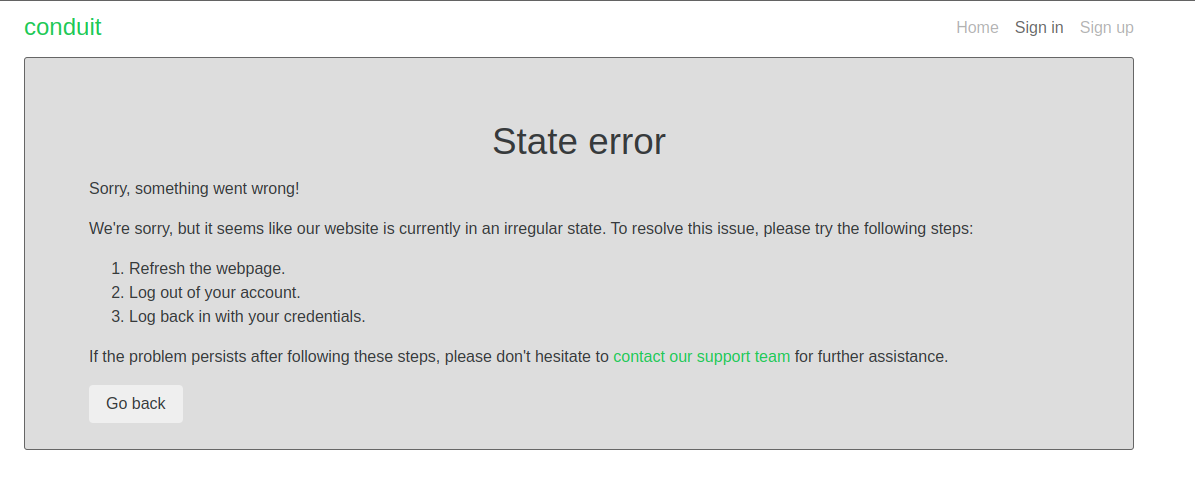 conduit
Home Sign in Sign up
State error
Sorry, something went wrong!
We're sorry, but it seems like our website is currently in an irregular state. To resolve this issue, please try the following steps:
1. Refresh the webpage.
2. Log out of your account.
3. Log back in with your credentials.
If the problem persists after following these steps, please don't hesitate to contact our support team for further assistance.
Go back